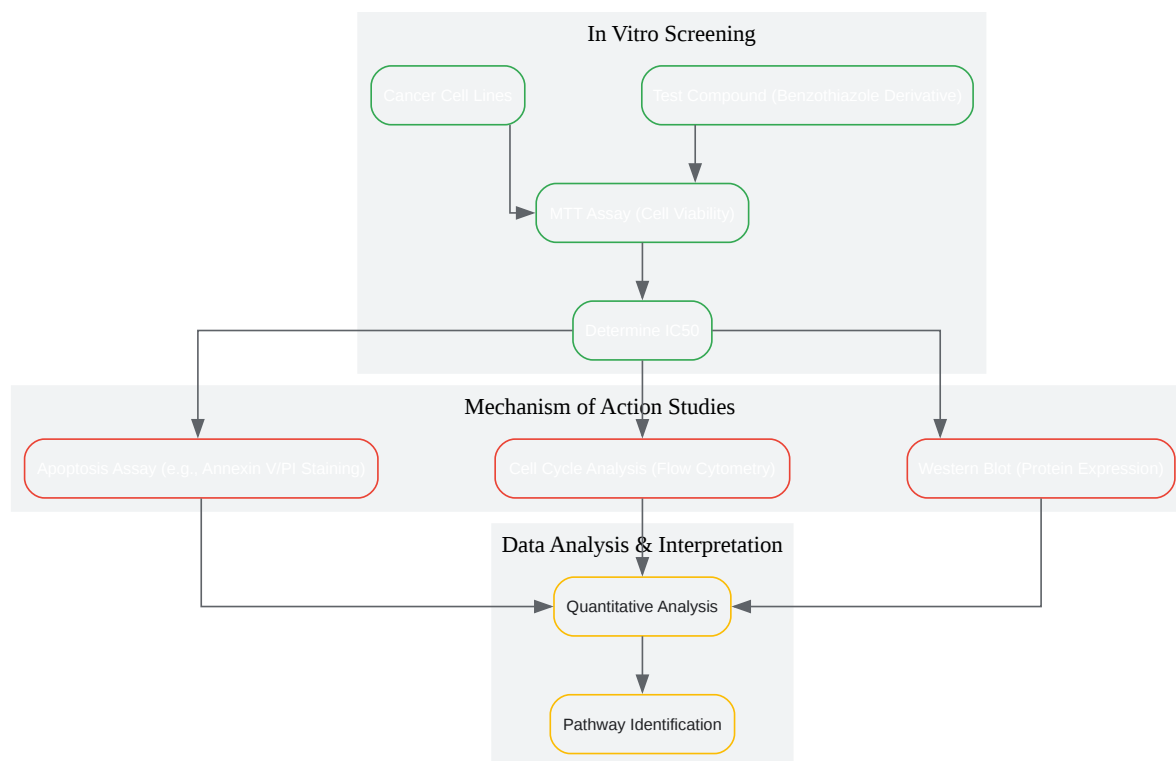 In Vitro Screening
Cancer Cell Lines
Test Compound (Benzothiazole Derivative)
MTT Assay (Cell Viability)
Determine IC50
Mechanism of Action Studies
Apoptosis Assay (e.g., Annexin V/PI Staining)
Cell Cycle Analysis (Flow Cytometry)
Western Blot (Protein Expression)
Data Analysis & Interpretation
Quantitative Analysis
Pathway Identification